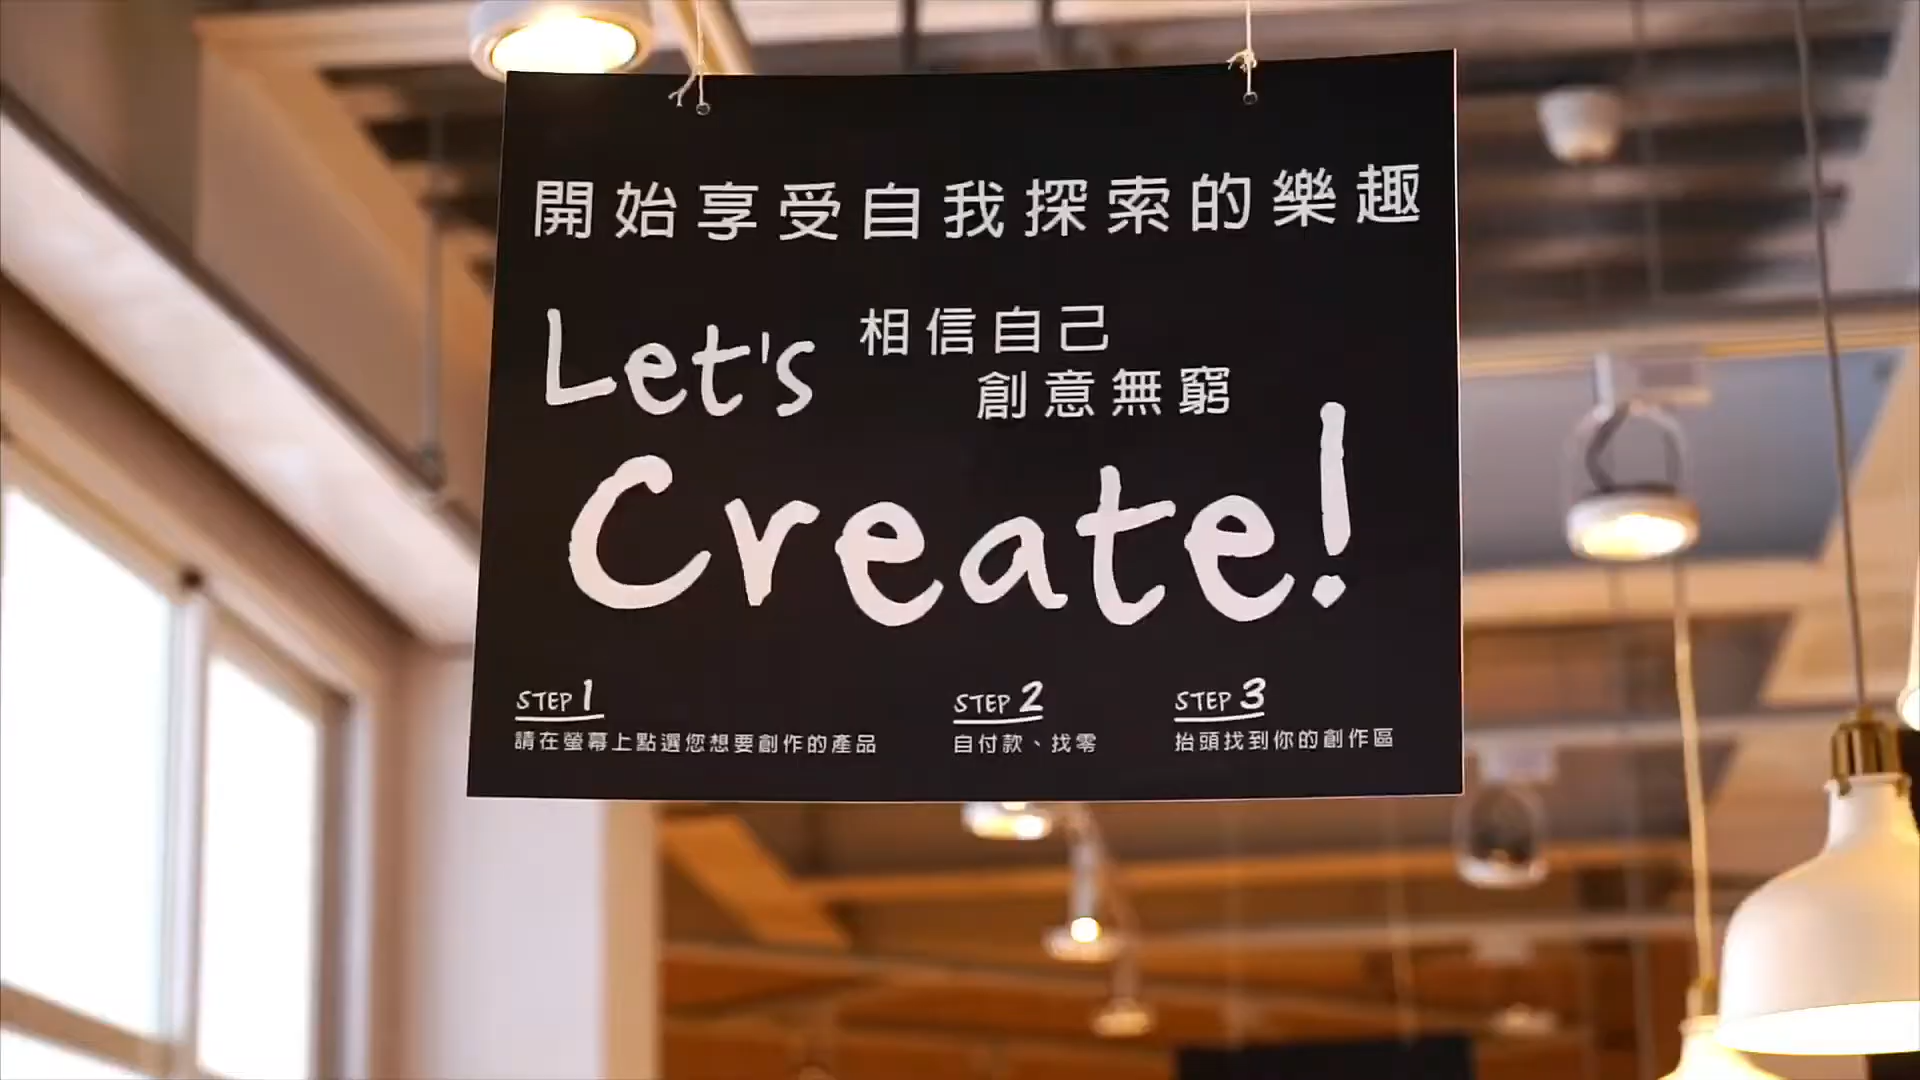 開始享受自我探索的樂趣
Let's 相信自己
創意無窮
Create!
STEP 1
請在螢幕上點選您想要創作的產品
STEP 2
自付款、找零
STEP 3
抬頭找到你的創作區